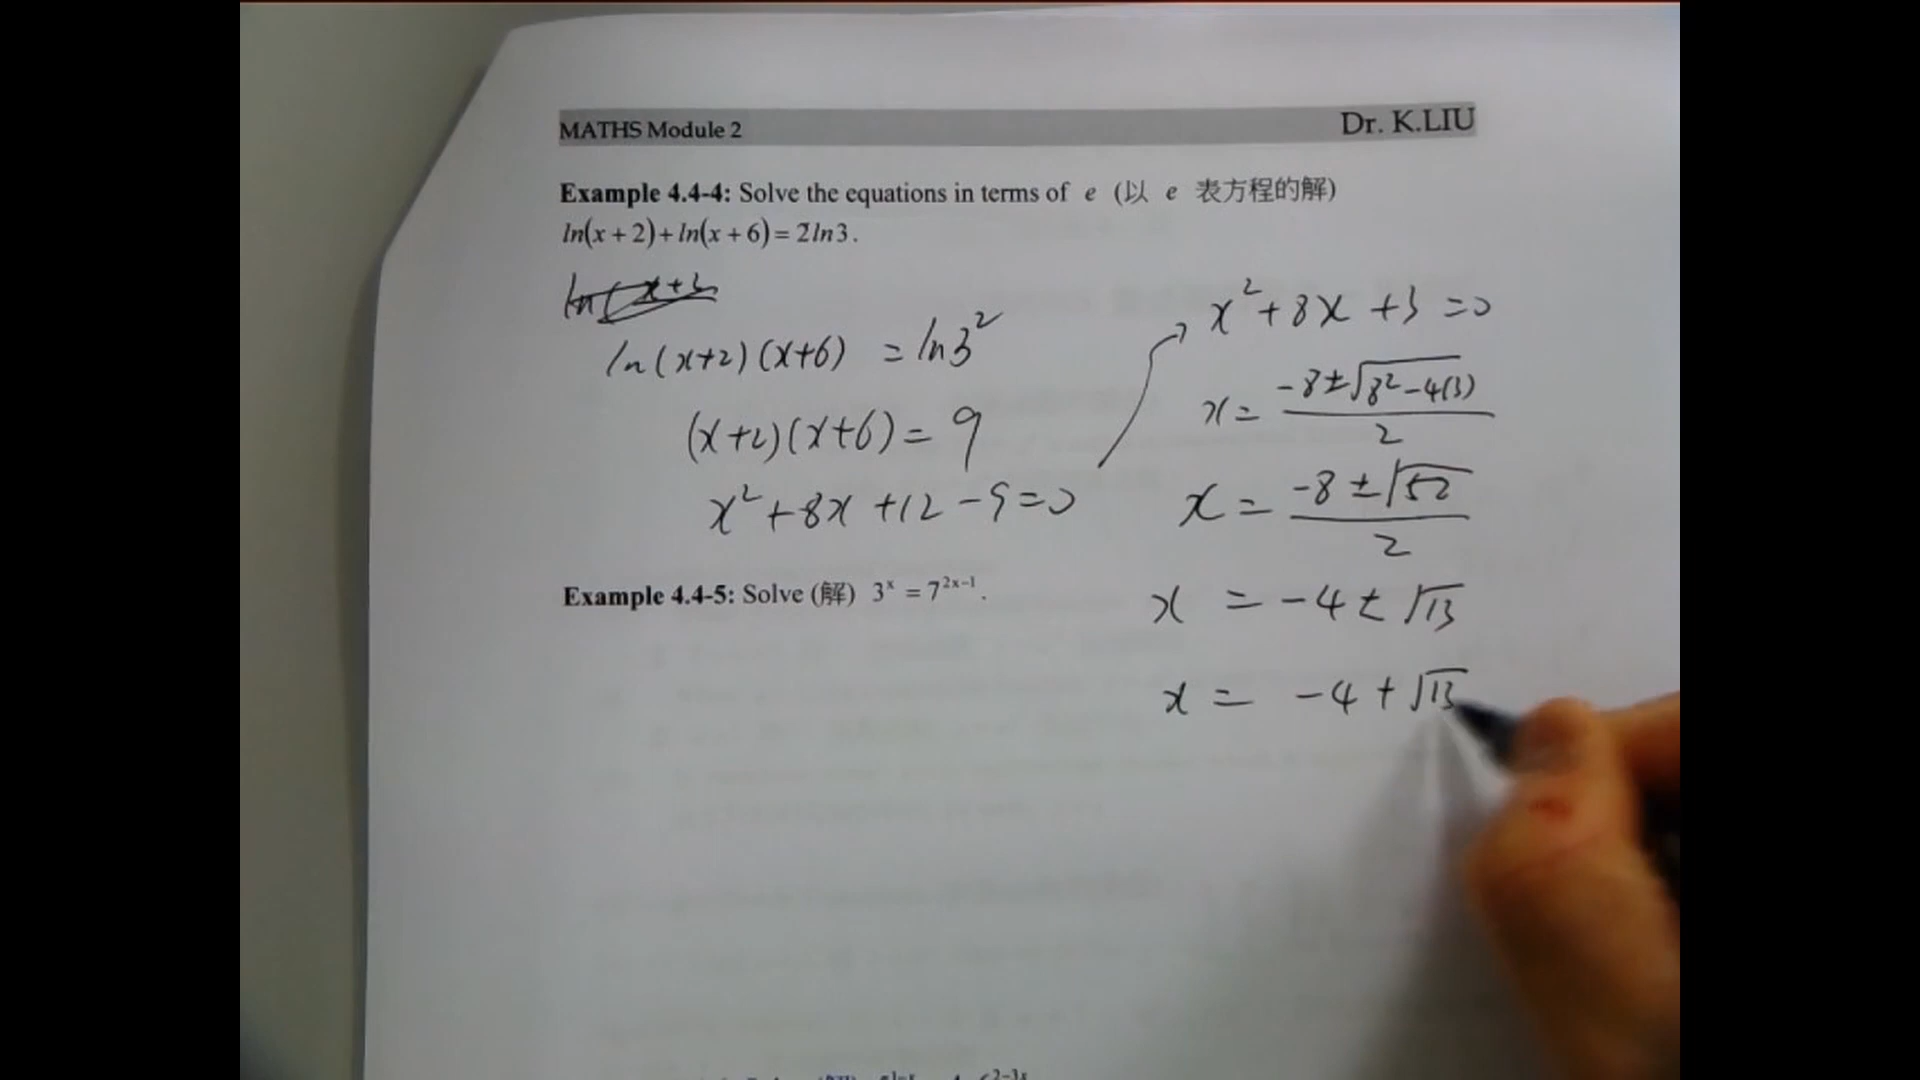 MATHS Module 2 Dr. K.LIU
Example 4.4-4: Solve the equations in terms of e (以 e 表方程的解)
ln(x + 2) + ln(x + 6) = 2ln3.
ln(x+2
ln(x+2)(x+6) = ln3²
(x+2)(x+6) = 9
x²+8x+12-9=0
x²+8x+3=0
x = (-8±√(8²-4(3)))/2
x = (-8±√52)/2
x = -4±√13
x = -4+√13
Example 4.4-5: Solve (解) 3ˣ = 7²ˣ⁻¹.